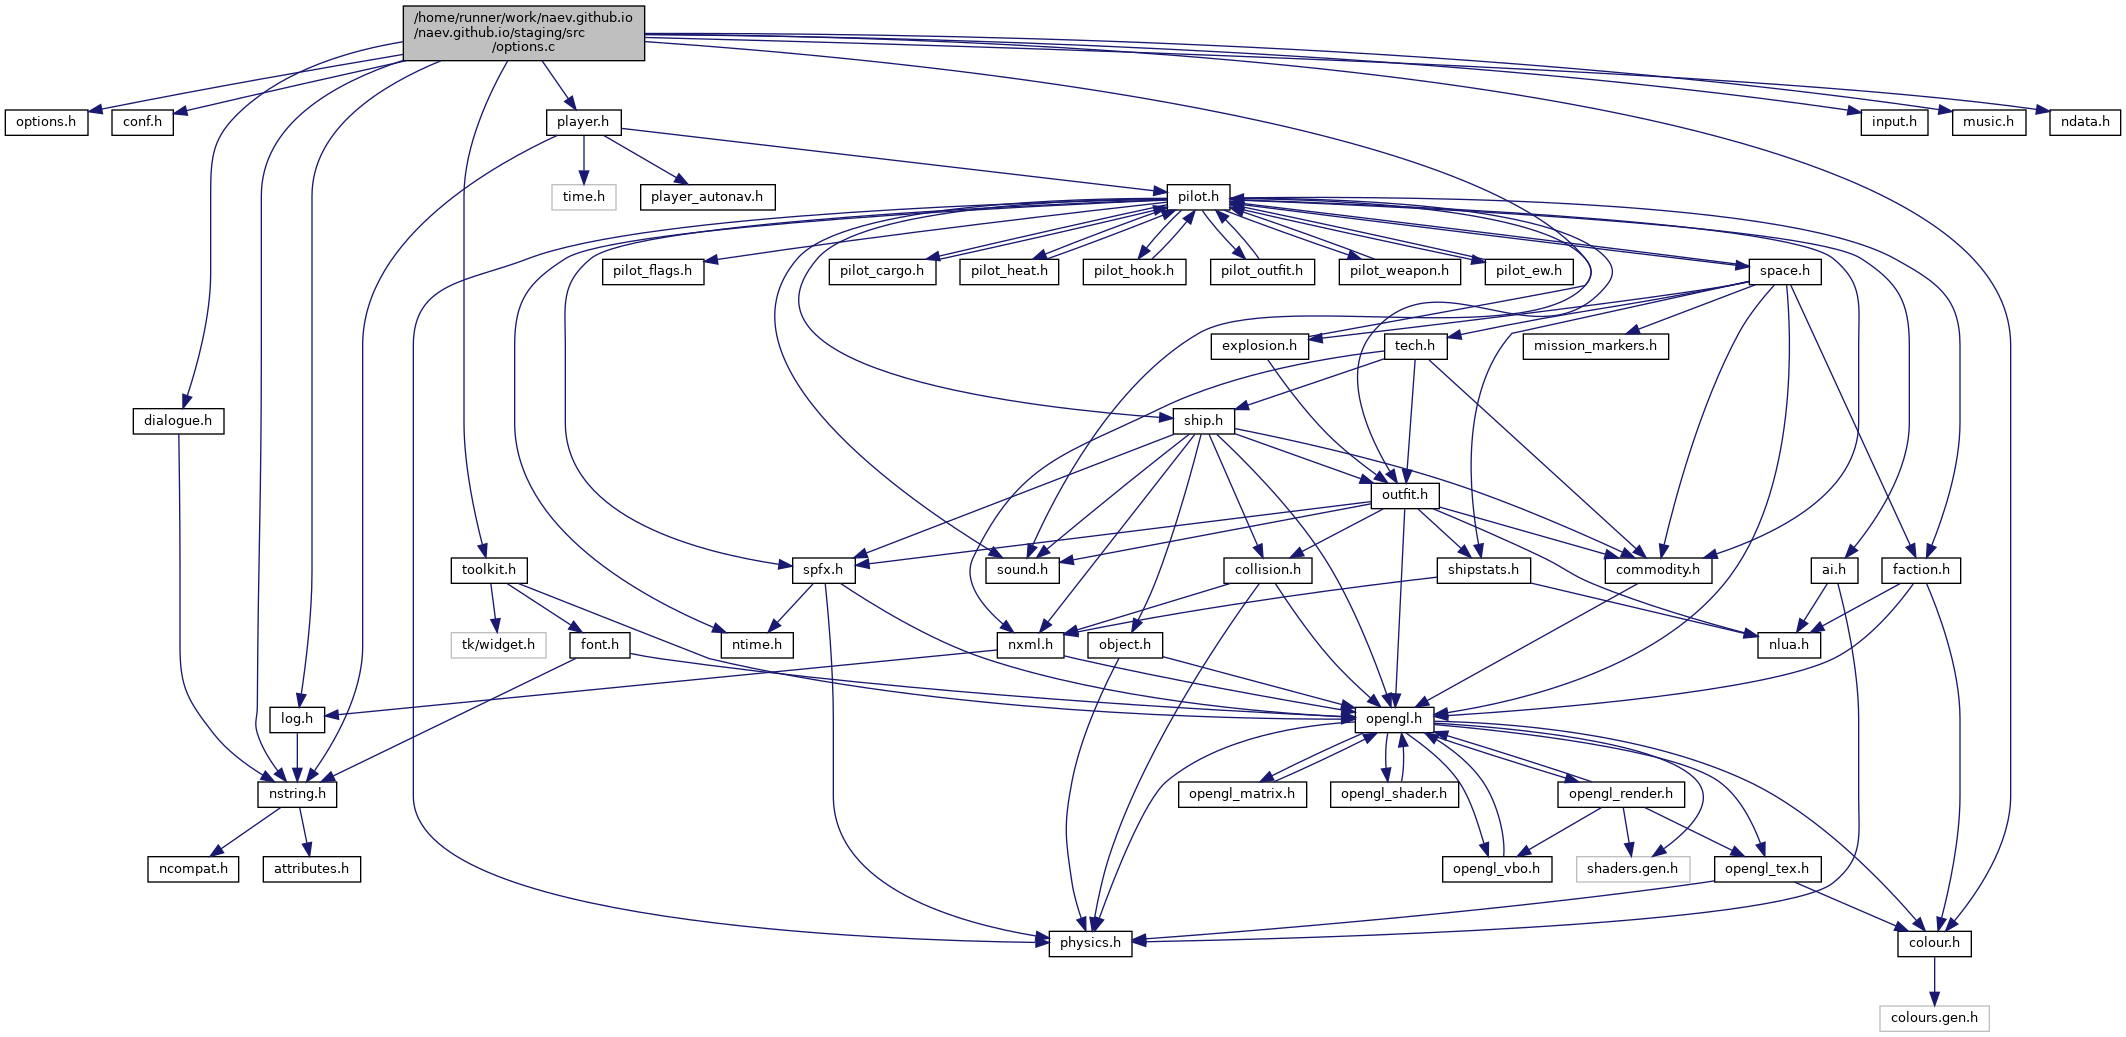 /home/runner/work/naev.github.io
/naev.github.io/staging/src
/options.c
options.h
conf.h
player.h
input.h
music.h
ndata.h
time.h
player_autonav.h
pilot.h
pilot_flags.h
pilot_cargo.h
pilot_heat.h
pilot_hook.h
pilot_outfit.h
pilot_weapon.h
pilot_ew.h
space.h
explosion.h
tech.h
mission_markers.h
dialogue.h
ship.h
outfit.h
toolkit.h
spfx.h
sound.h
collision.h
shipstats.h
commodity.h
ai.h
faction.h
tk/widget.h
font.h
ntime.h
nxml.h
object.h
nlua.h
log.h
opengl.h
nstring.h
opengl_matrix.h
opengl_shader.h
opengl_render.h
ncompat.h
attributes.h
opengl_vbo.h
shaders.gen.h
opengl_tex.h
physics.h
colour.h
colours.gen.h